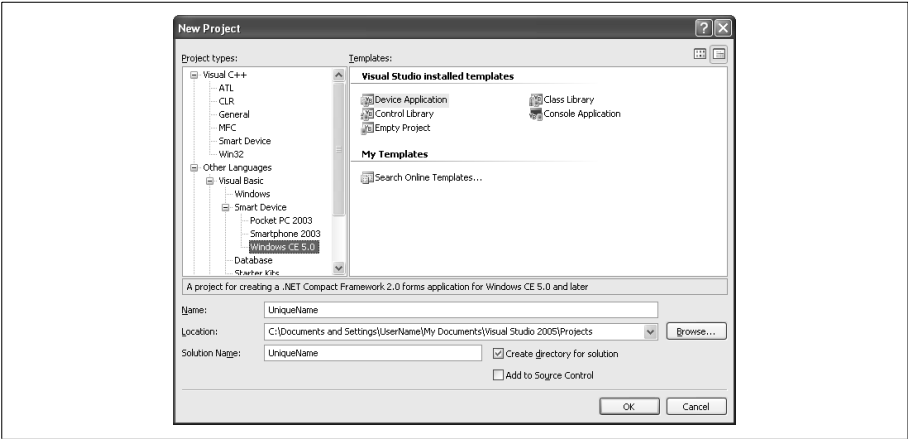 New Project
Project types:
Templates:
Visual C++
ATL
CLR
General
MFC
Smart Device
Win32
Other Languages
Visual Basic
Windows
Smart Device
Pocket PC 2003
Smartphone 2003
Windows CE 5.0
Database
Starter Kits
Visual Studio installed templates
Device Application
Class Library
Control Library
Console Application
Empty Project
My Templates
Search Online Templates...
A project for creating a .NET Compact Framework 2.0 forms application for Windows CE 5.0 and later
Name:
UniqueName
Location:
C:\Documents and Settings\UserName\My Documents\Visual Studio 2005\Projects
Browse...
Solution Name:
UniqueName
Create directory for solution
Add to Source Control
OK
Cancel